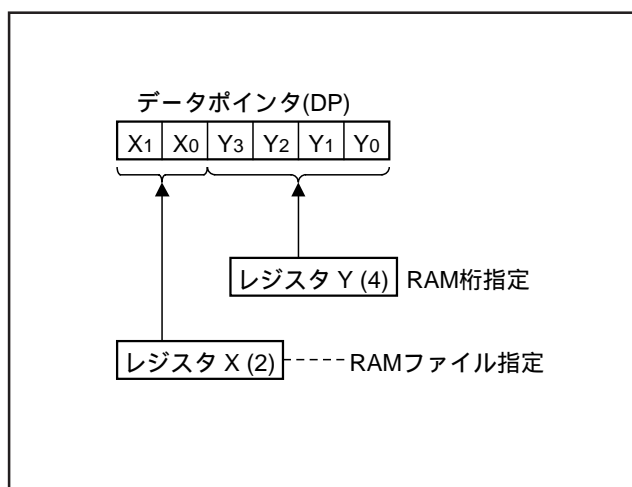 データポインタ(DP)
X1 X0 Y3 Y2 Y1 Y0
レジスタ Y (4) RAM桁指定
レジスタ X (2) RAMファイル指定